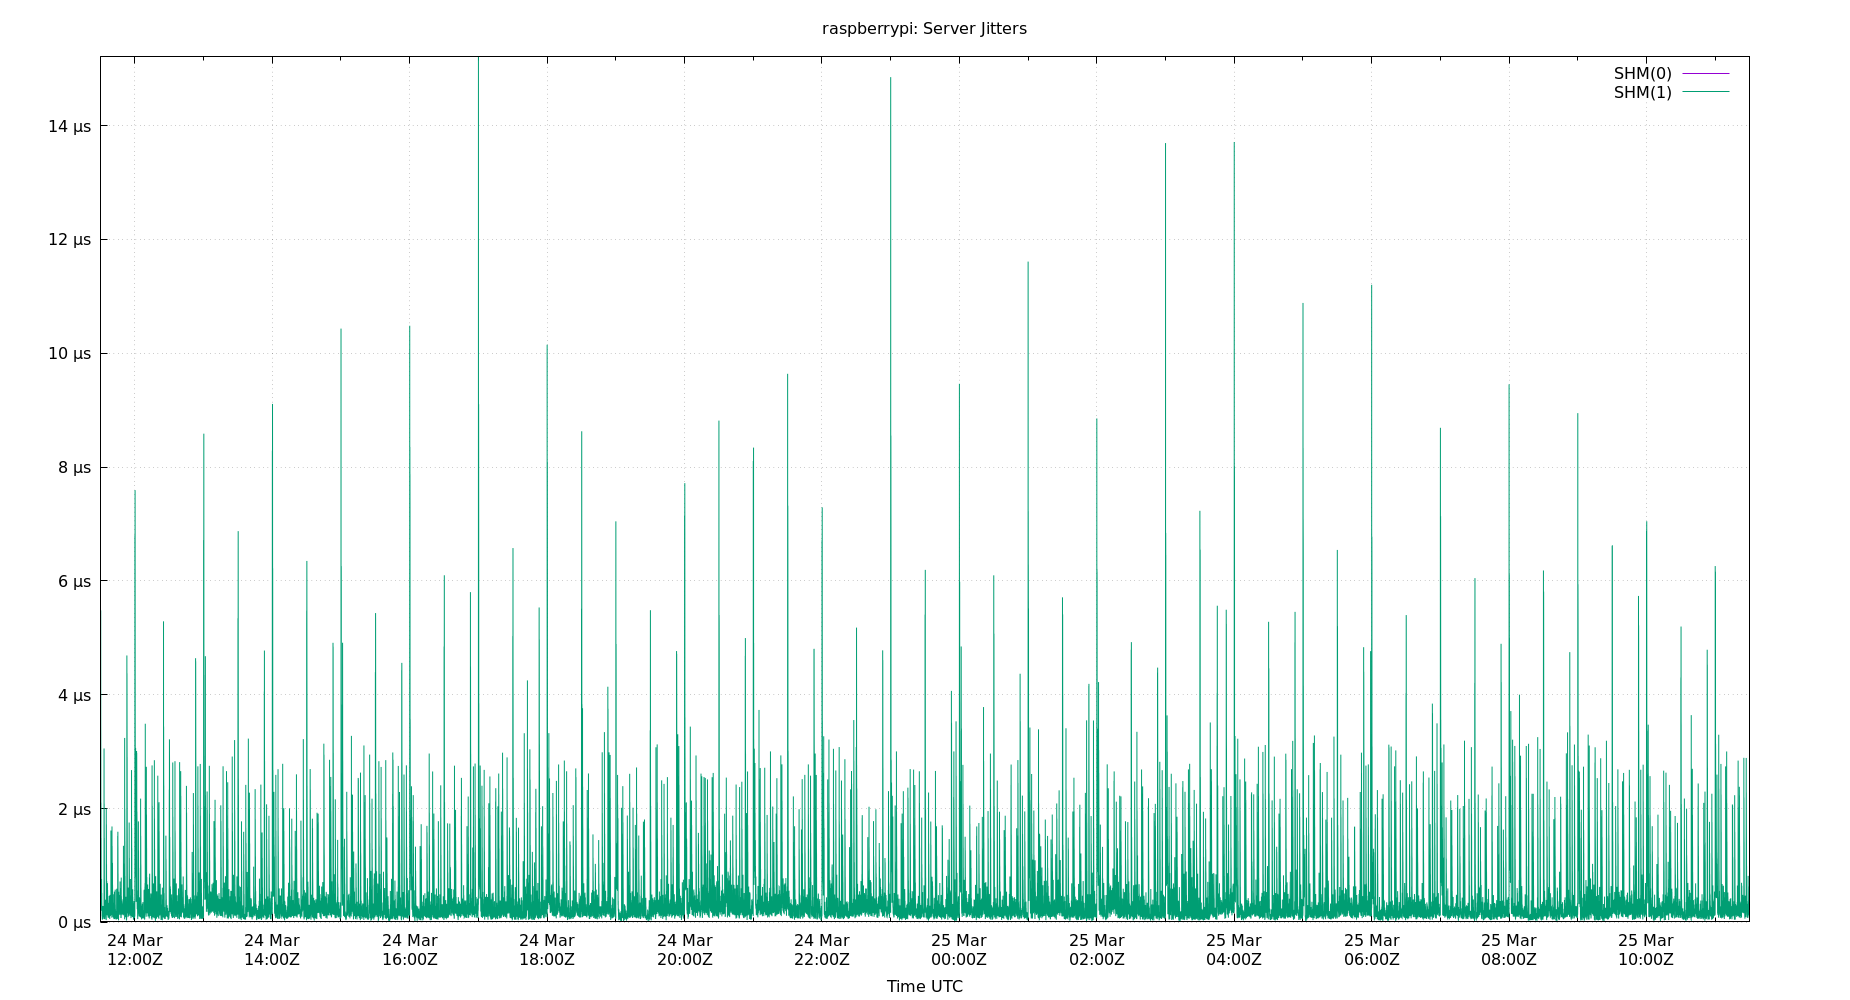 raspberrypi: Server Jitters
SHM(0)
SHM(1)
14 µs
12 µs
10 µs
8 µs
6 µs
4 µs
2 µs
0 µs
24 Mar 24 Mar 24 Mar 24 Mar 24 Mar 24 Mar 25 Mar 25 Mar 25 Mar 25 Mar 25 Mar 25 Mar
12:00Z 14:00Z 16:00Z 18:00Z 20:00Z 22:00Z 00:00Z 02:00Z 04:00Z 06:00Z 08:00Z 10:00Z
Time UTC